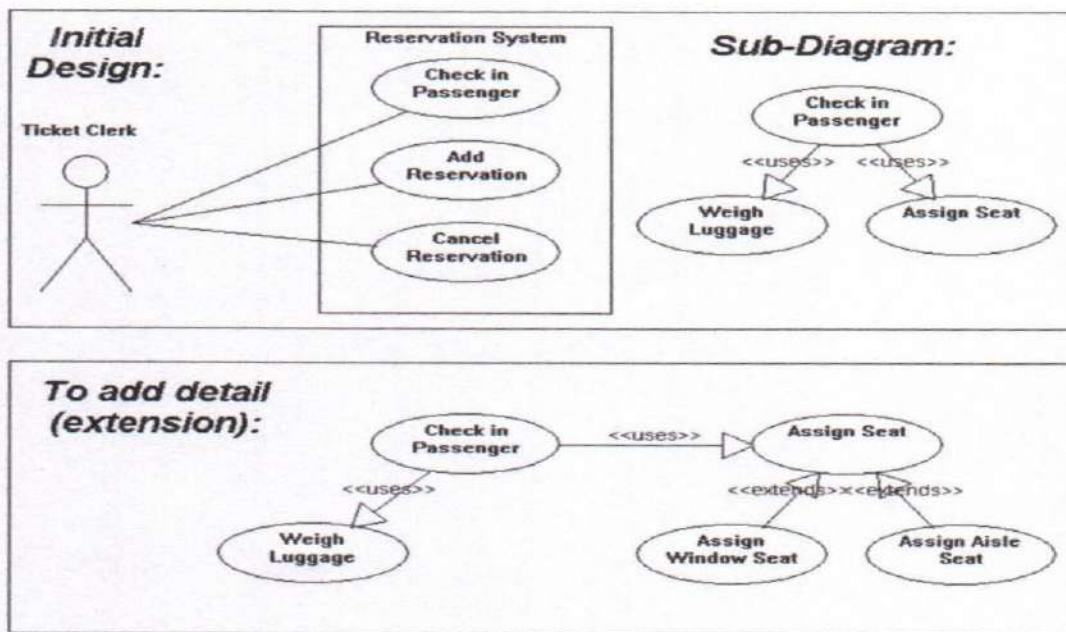 Initial
Design:
Reservation System
Sub-Diagram:
Ticket Clerk
Check in
Passenger
Add
Reservation
Cancel
Reservation
Check in
Passenger
<<uses>>
<<uses>>
Weigh
Luggage
Assign Seat
To add detail
(extension):
Check in
Passenger
<<uses>>
Assign Seat
<<uses>>
<<extends>>
<<extends>>
Weigh
Luggage
Assign
Window Seat
Assign Aisle
Seat